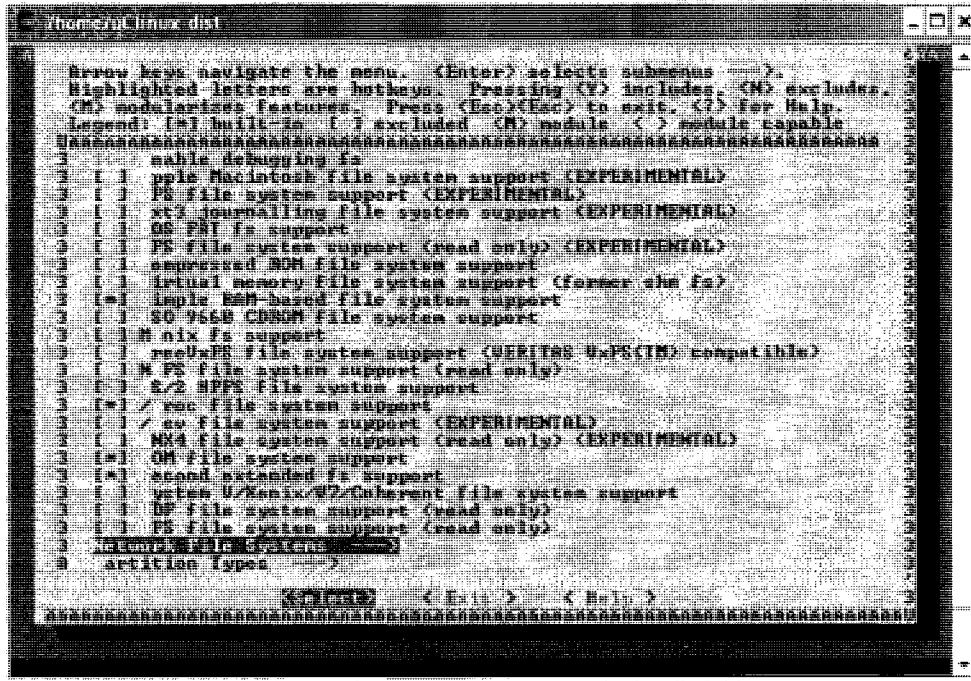 /home/uClinux-dist
Arrow keys navigate the menu. <Enter> selects submenus --->.
Highlighted letters are hotkeys. Pressing <Y> includes, <N> excludes,
<M> modularizes features. Press <Esc><Esc> to exit, <?> for Help.
Legend: [*] built-in [ ] excluded <M> module < > module capable
nable debugging fs
[ ] pple Macintosh file system support (EXPERIMENTAL)
[ ] FS file system support (EXPERIMENTAL)
[ ] xt3 journalling file system support (EXPERIMENTAL)
[ ] OS FAT fs support
[ ] FS file system support (read only) (EXPERIMENTAL)
[ ] ompressed ROM file system support
[ ] irtual memory file system support (former shm fs)
[*] imple RAM-based file system support
[ ] SO 9660 CDROM file system support
[ ] M nix fs support
[ ] reeVxFS file system support (VERITAS VxFS(TM) compatible)
[ ] N FS file system support (read only)
[ ] S/2 HPFS file system support
[*] / roc file system support
[ ] / ev file system support (EXPERIMENTAL)
[ ] NX4 file system support (read only) (EXPERIMENTAL)
[*] OM file system support
[*] econd extended fs support
[ ] ystem V/Xenix/V7/Coherent file system support
[ ] DF file system support (read only)
[ ] FS file system support (read only)
Network File Systems --->
artition Types --->
<Select> < Exit > < Help >